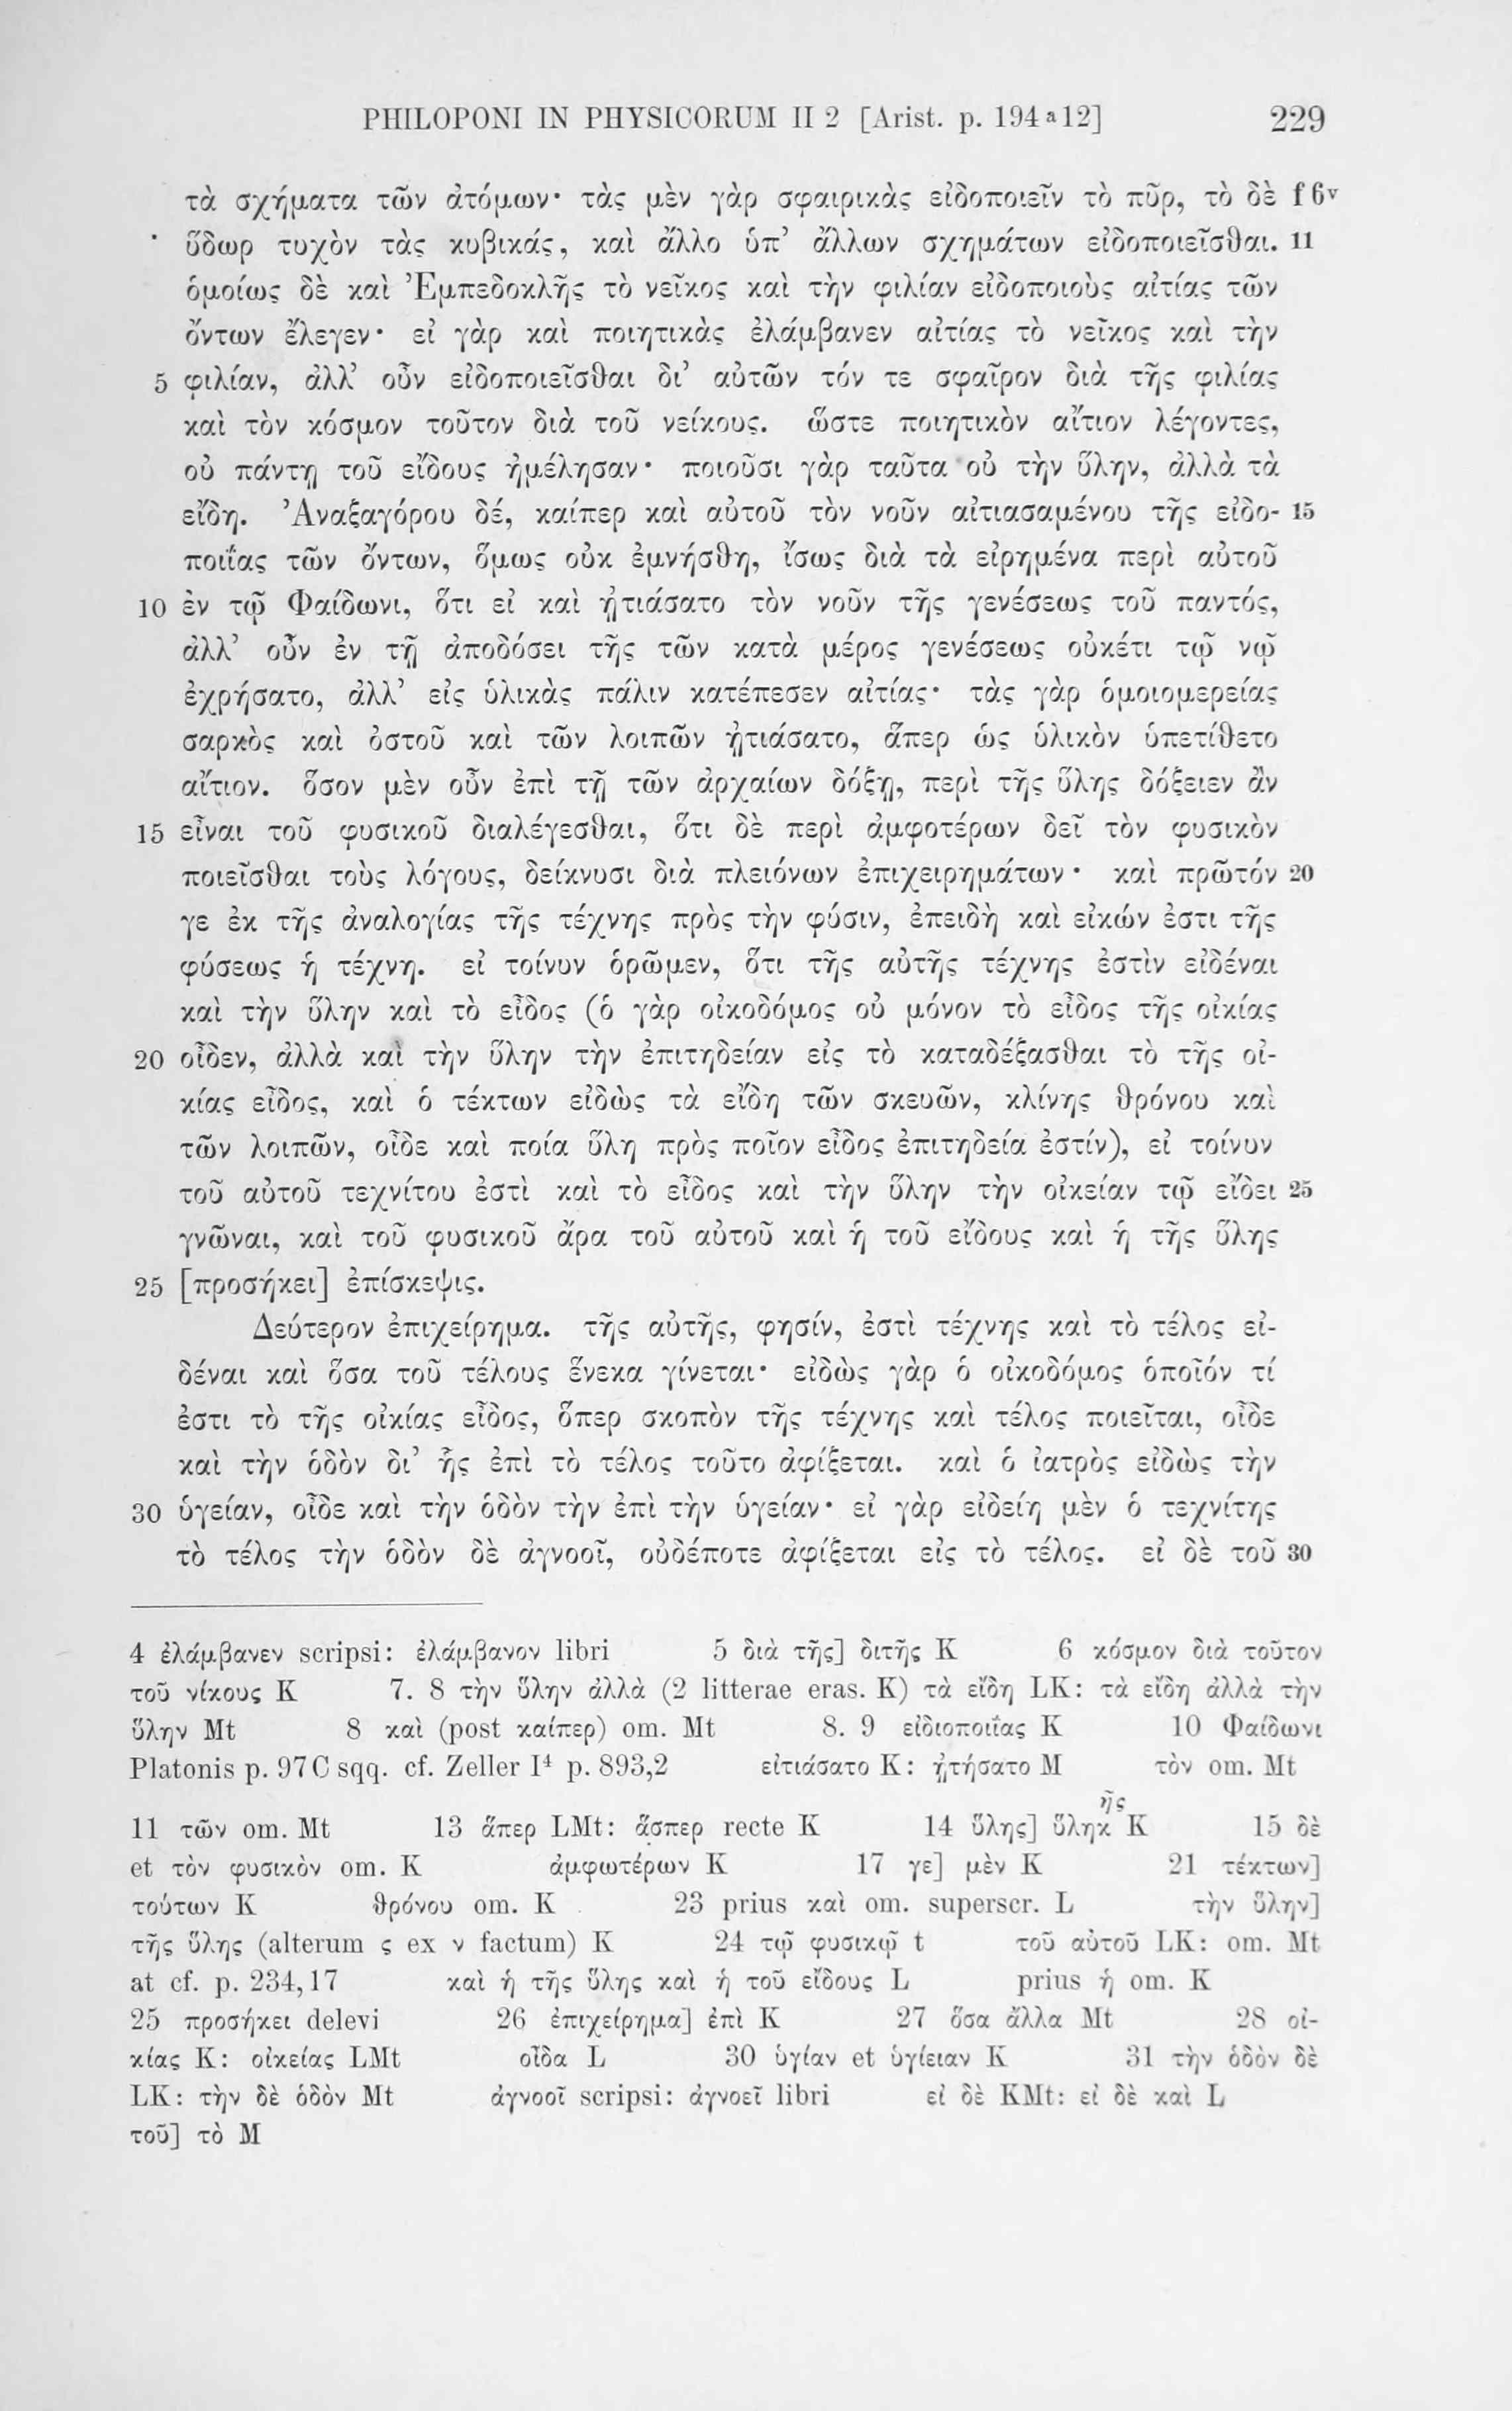 PHILOPONI IN PHYSICORUM II 2 [Arist. p. 194 a 12] 229
τὰ σχήματα τῶν ἀτόμων· τὰς μὲν γὰρ σφαιρικὰς εἰδοποιεῖν τὸ πῦρ, τὸ δὲ f 6v
ὕδωρ τυχὸν τὰς κυβικάς, καὶ ἄλλο ὑπ’ ἄλλων σχημάτων εἰδοποιεῖσθαι. 11
ὁμοίως δὲ καὶ Ἐμπεδοκλῆς τὸ νεῖκος καὶ τὴν φιλίαν εἰδοποιοὺς αἰτίας τῶν
ὄντων ἔλεγεν· εἰ γὰρ καὶ ποιητικὰς ἐλάμβανεν αἰτίας τὸ νεῖκος καὶ τὴν
5 φιλίαν, ἀλλ’ οὖν εἰδοποιεῖσθαι δι’ αὐτῶν τόν τε σφαῖρον διὰ τῆς φιλίας
καὶ τὸν κόσμον τοῦτον διὰ τοῦ νείκους. ὥστε ποιητικὸν αἴτιον λέγοντες,
οὐ πάντῃ τοῦ εἴδους ἠμέλησαν· ποιοῦσι γὰρ ταῦτα οὐ τὴν ὕλην, ἀλλὰ τὰ
εἴδη. Ἀναξαγόρου δέ, καίπερ καὶ αὐτοῦ τὸν νοῦν αἰτιασαμένου τῆς εἰδο- 15
ποιΐας τῶν ὄντων, ὅμως οὐκ ἐμνήσθη, ἴσως διὰ τὰ εἰρημένα περὶ αὐτοῦ
10 ἐν τῷ Φαίδωνι, ὅτι εἰ καὶ ᾐτιάσατο τὸν νοῦν τῆς γενέσεως τοῦ παντός,
ἀλλ’ οὖν ἐν τῇ ἀποδόσει τῆς τῶν κατὰ μέρος γενέσεως οὐκέτι τῷ νῷ
ἐχρήσατο, ἀλλ’ εἰς ὑλικὰς πάλιν κατέπεσεν αἰτίας· τὰς γὰρ ὁμοιομερείας
σαρκὸς καὶ ὀστοῦ καὶ τῶν λοιπῶν ᾐτιάσατο, ἅπερ ὡς ὑλικὸν ὑπετίθετο
αἴτιον. ὅσον μὲν οὖν ἐπὶ τῇ τῶν ἀρχαίων δόξῃ, περὶ τῆς ὕλης δόξειεν ἂν
15 εἶναι τοῦ φυσικοῦ διαλέγεσθαι, ὅτι δὲ περὶ ἀμφοτέρων δεῖ τὸν φυσικὸν
ποιεῖσθαι τοὺς λόγους, δείκνυσι διὰ πλειόνων ἐπιχειρημάτων· καὶ πρῶτόν 20
γε ἐκ τῆς ἀναλογίας τῆς τέχνης πρὸς τὴν φύσιν, ἐπειδὴ καὶ εἰκών ἐστι τῆς
φύσεως ἡ τέχνη. εἰ τοίνυν ὁρῶμεν, ὅτι τῆς αὐτῆς τέχνης ἐστὶν εἰδέναι
καὶ τὴν ὕλην καὶ τὸ εἶδος (ὁ γὰρ οἰκοδόμος οὐ μόνον τὸ εἶδος τῆς οἰκίας
20 οἶδεν, ἀλλὰ καὶ τὴν ὕλην τὴν ἐπιτηδείαν εἰς τὸ καταδέξασθαι τὸ τῆς οἰ-
κίας εἶδος, καὶ ὁ τέκτων εἰδὼς τὰ εἴδη τῶν σκευῶν, κλίνης θρόνου καὶ
τῶν λοιπῶν, οἶδε καὶ ποία ὕλη πρὸς ποῖον εἶδος ἐπιτηδεία ἐστίν), εἰ τοίνυν
τοῦ αὐτοῦ τεχνίτου ἐστὶ καὶ τὸ εἶδος καὶ τὴν ὕλην τὴν οἰκείαν τῷ εἴδει 25
γνῶναι, καὶ τοῦ φυσικοῦ ἄρα τοῦ αὐτοῦ καὶ ἡ τοῦ εἴδους καὶ ἡ τῆς ὕλης
25 [προσήκει] ἐπίσκεψις.
Δεύτερον ἐπιχείρημα. τῆς αὐτῆς, φησίν, ἐστὶ τέχνης καὶ τὸ τέλος εἰ-
δέναι καὶ ὅσα τοῦ τέλους ἕνεκα γίνεται· εἰδὼς γὰρ ὁ οἰκοδόμος ὁποῖόν τί
ἐστι τὸ τῆς οἰκίας εἶδος, ὅπερ σκοπὸν τῆς τέχνης καὶ τέλος ποιεῖται, οἶδε
καὶ τὴν ὁδὸν δι’ ἧς ἐπὶ τὸ τέλος τοῦτο ἀφίξεται. καὶ ὁ ἰατρὸς εἰδὼς τὴν
30 ὑγείαν, οἶδε καὶ τὴν ὁδὸν τὴν ἐπὶ τὴν ὑγείαν· εἰ γὰρ εἰδείη μὲν ὁ τεχνίτης
τὸ τέλος τὴν ὁδὸν δὲ ἀγνοοῖ, οὐδέποτε ἀφίξεται εἰς τὸ τέλος. εἰ δὲ τοῦ 30
4 ἐλάμβανεν scripsi: ἐλάμβανον libri 5 διὰ τῆς] διτῆς K 6 κόσμον διὰ τοῦτον
τοῦ νίκους K 7. 8 τὴν ὕλην ἀλλὰ (2 litterae eras. K) τὰ εἴδη LK: τὰ εἴδη ἀλλὰ τὴν
ὕλην Mt 8 καὶ (post καίπερ) om. Mt 8. 9 εἰδιοποιΐας K 10 Φαίδωνι
Platonis p. 97 C sqq. cf. Zeller I⁴ p. 893,2 εἰτιάσατο K: ᾐτήσατο M τὸν om. Mt
11 τῶν om. Mt 13 ἅπερ LMt: ἅσπερ recte K 14 ὕλης] ὕληκ ῆς K 15 δὲ
et τὸν φυσικὸν om. K ἀμφωτέρων K 17 γε] μὲν K 21 τέκτων]
τούτων K θρόνου om. K 23 prius καὶ om. superscr. L τὴν ὕλην]
τῆς ὕλης (alterum ς ex ν factum) K 24 τῷ φυσικῷ t τοῦ αὐτοῦ LK: om. Mt
at cf. p. 234,17 καὶ ἡ τῆς ὕλης καὶ ἡ τοῦ εἴδους L prius ἡ om. K
25 προσήκει delevi 26 ἐπιχείρημα] ἐπὶ K 27 ὅσα ἄλλα Mt 28 οἰ-
κίας K: οἰκείας LMt οἶδα L 30 ὑγίαν et ὑγίειαν K 31 τὴν ὁδὸν δὲ
LK: τὴν δὲ ὁδὸν Mt ἀγνοοῖ scripsi: ἀγνοεῖ libri εἰ δὲ KMt: εἰ δὲ καὶ L
τοῦ] τὸ M